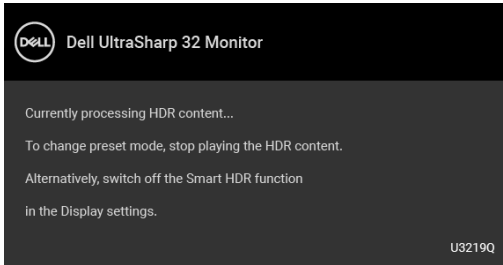 DELL Dell UltraSharp 32 Monitor
Currently processing HDR content...
To change preset mode, stop playing the HDR content.
Alternatively, switch off the Smart HDR function
in the Display settings.
U3219Q